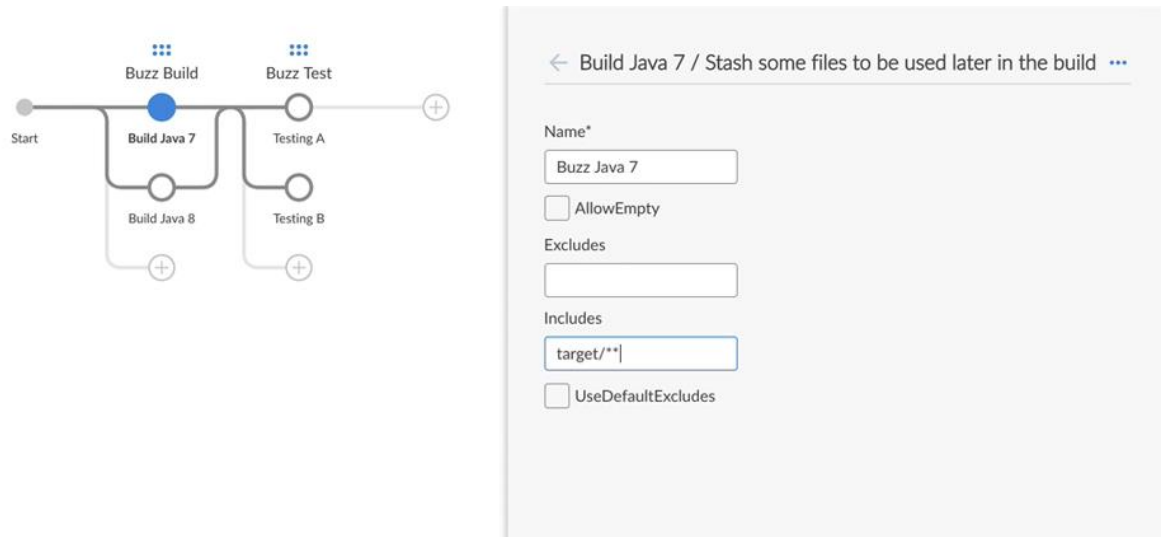 Buzz Build
Buzz Test
Start
Build Java 7
Testing A
Build Java 8
Testing B
Build Java 7 / Stash some files to be used later in the build
Name*
Buzz Java 7
AllowEmpty
Excludes
Includes
target/**
UseDefaultExcludes